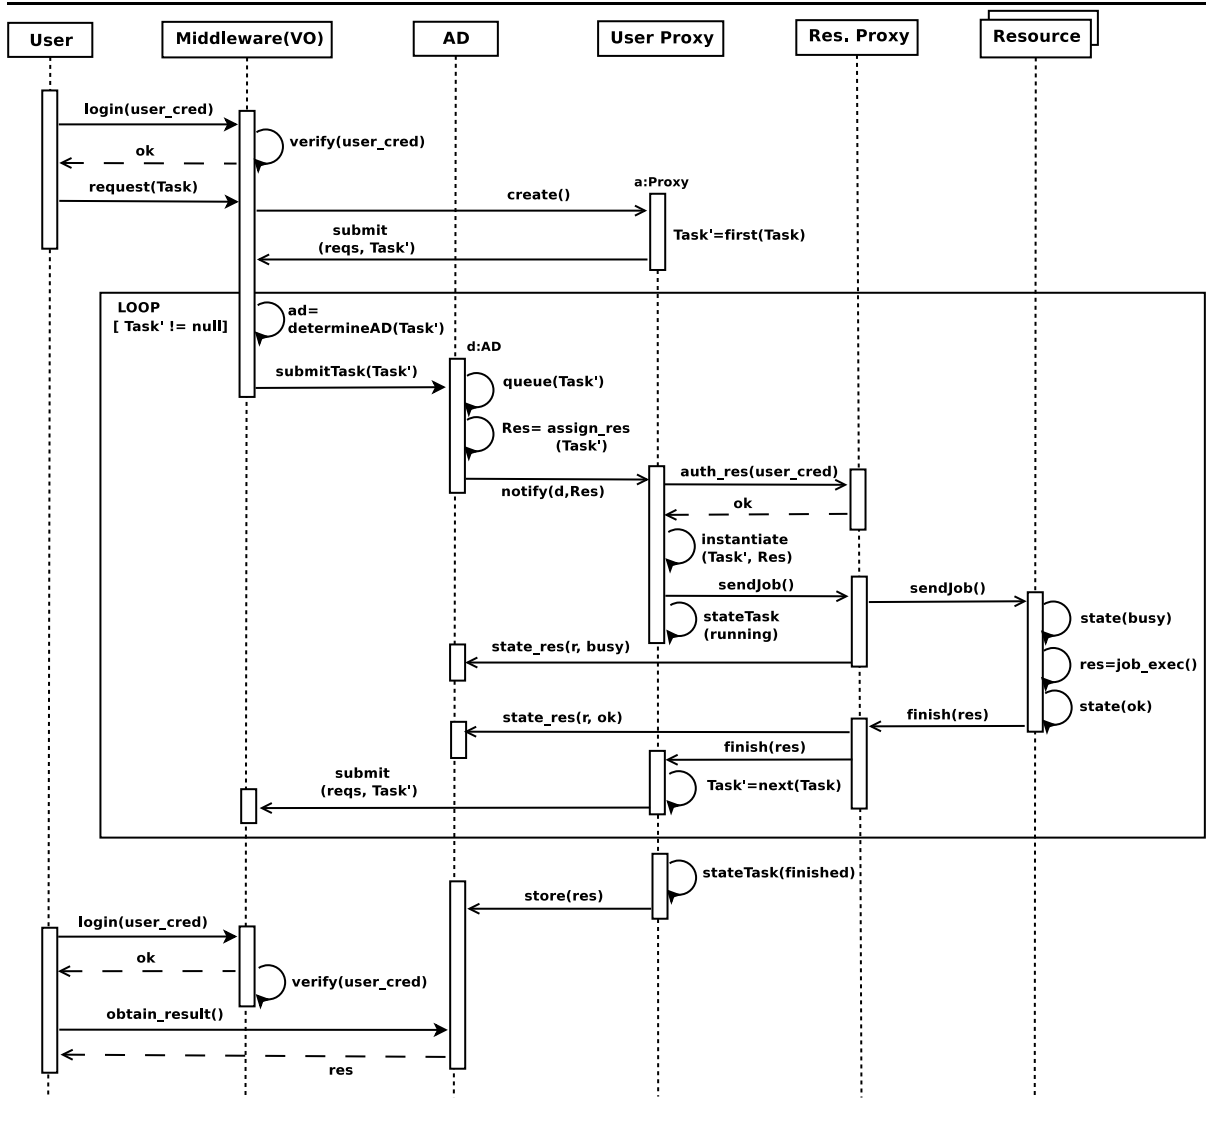 User
Middleware(VO)
AD
User Proxy
Res. Proxy
Resource
login(user_cred)
verify(user_cred)
ok
request(Task)
a:Proxy
create()
submit
(reqs, Task')
Task'=first(Task)
LOOP
[ Task' != null]
ad=
determineAD(Task')
d:AD
submitTask(Task')
queue(Task')
Res= assign_res
(Task')
auth_res(user_cred)
notify(d,Res)
ok
instantiate
(Task', Res)
sendJob()
sendJob()
stateTask
(running)
state(busy)
state_res(r, busy)
res=job_exec()
state(ok)
finish(res)
state_res(r, ok)
finish(res)
submit
(reqs, Task')
Task'=next(Task)
stateTask(finished)
store(res)
login(user_cred)
ok
verify(user_cred)
obtain_result()
res